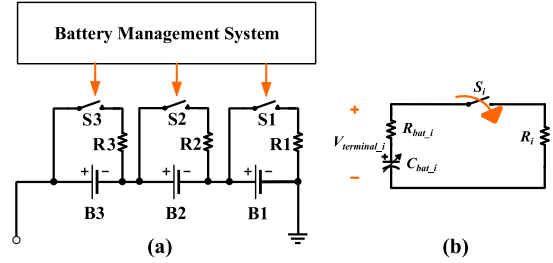 Battery Management System
S3
S2
S1
R3
R2
R1
+ −
+ −
+ −
B3
B2
B1
(a)
+
S_i
R_bat_i
R_i
V_terminal_i
+
C_bat_i
−
(b)